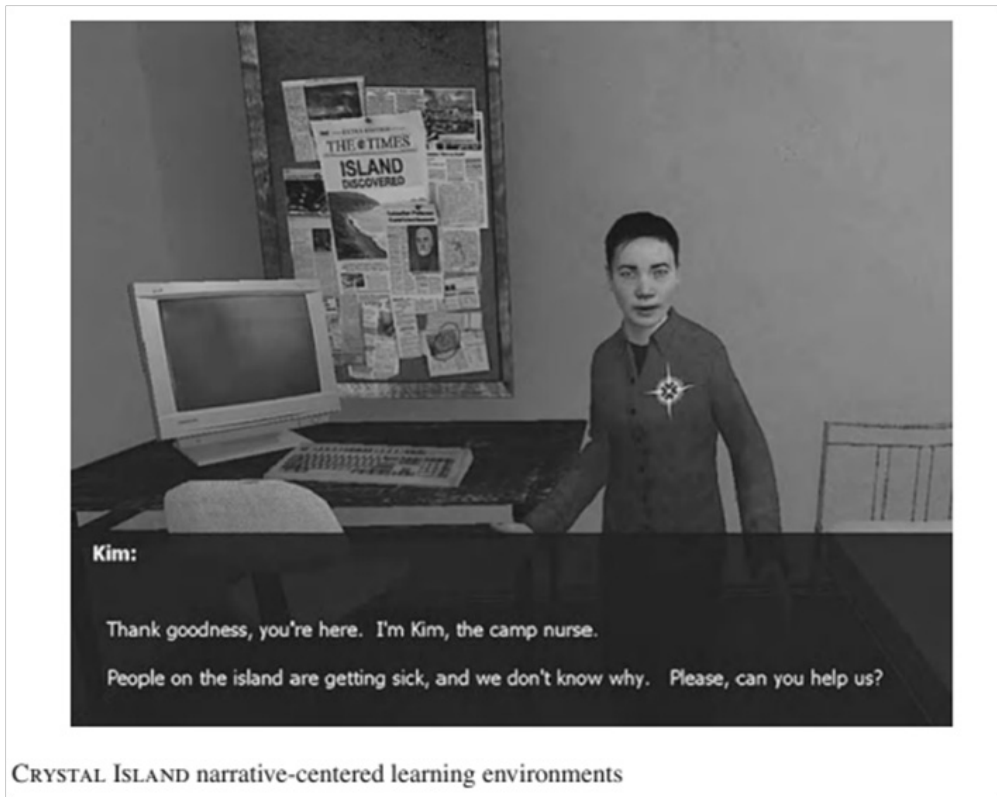 THE TIMES
ISLAND
DISCOVERED
Kim:
Thank goodness, you're here. I'm Kim, the camp nurse.
People on the island are getting sick, and we don't know why. Please, can you help us?
CRYSTAL ISLAND narrative-centered learning environments